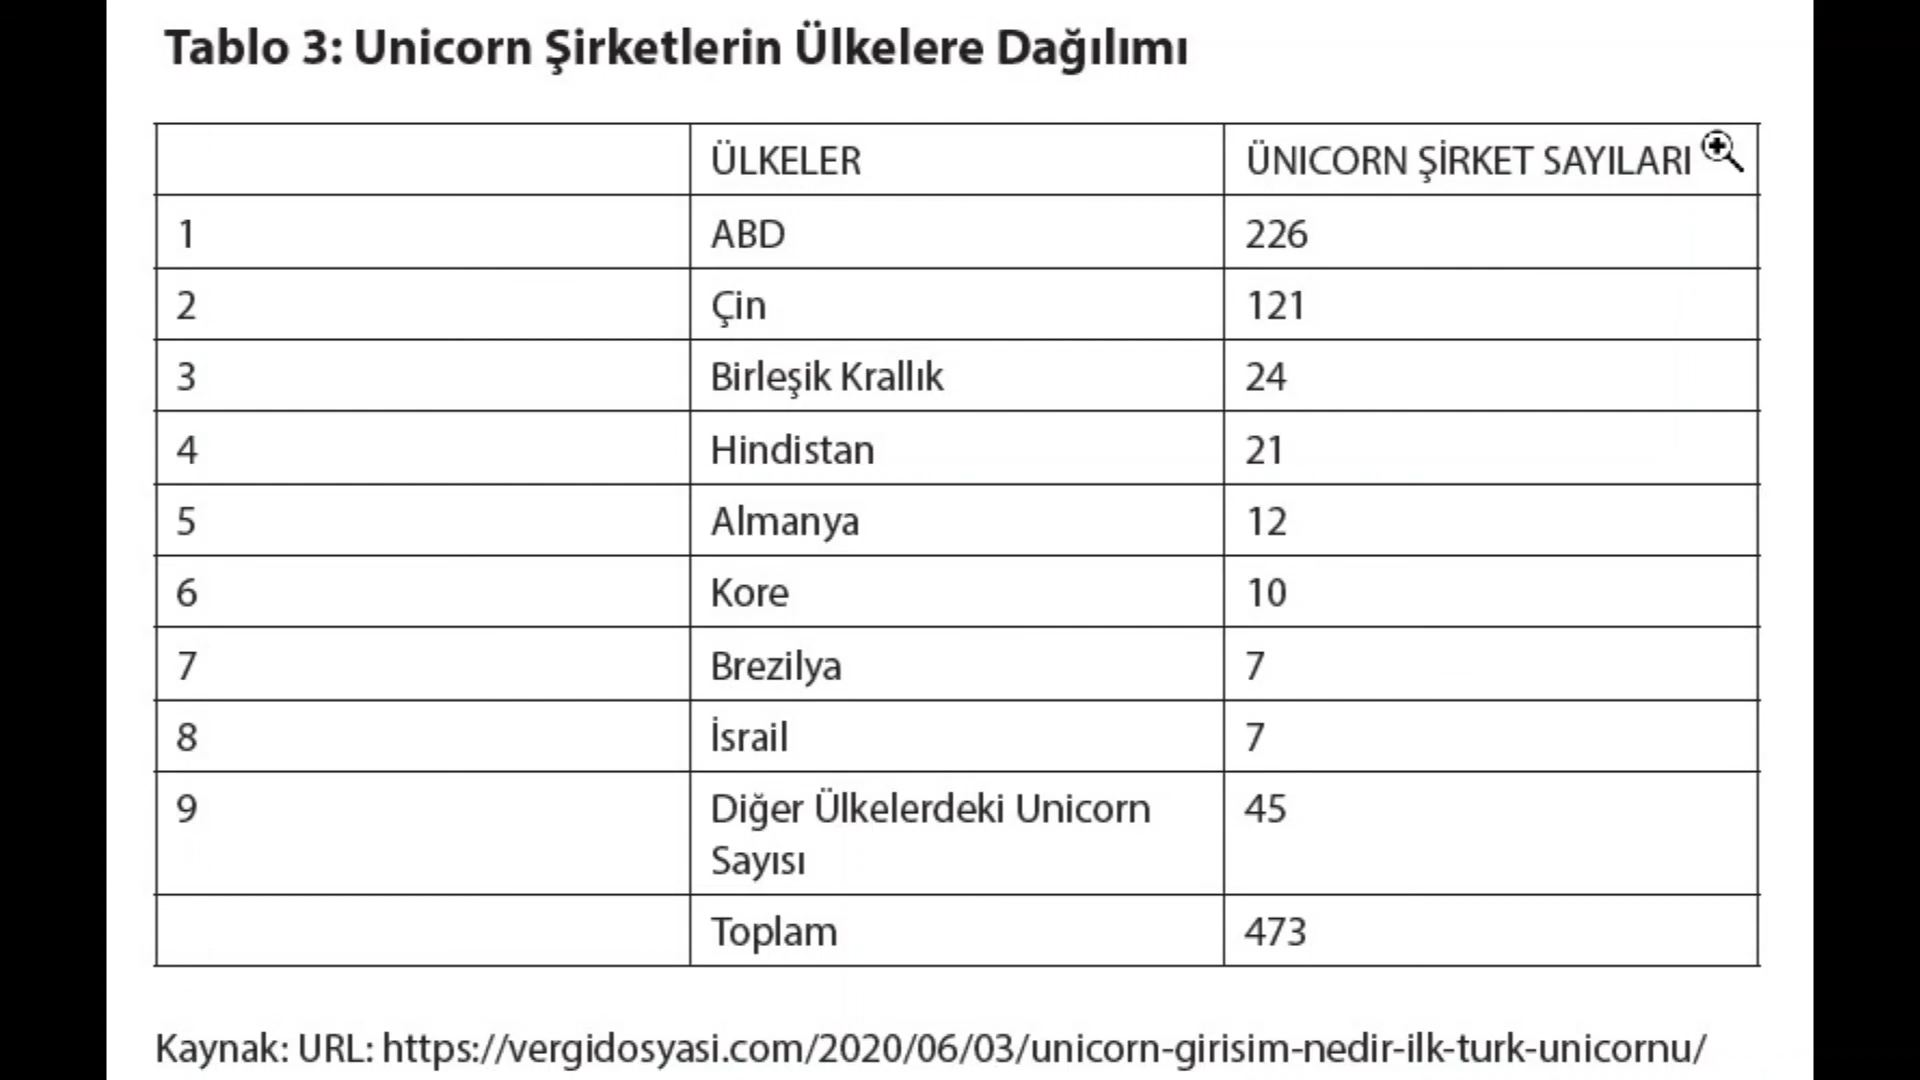 Tablo 3: Unicorn Şirketlerin Ülkelere Dağılımı
ÜLKELER ÜNICORN ŞİRKET SAYILARI
1 ABD 226
2 Çin 121
3 Birleşik Krallık 24
4 Hindistan 21
5 Almanya 12
6 Kore 10
7 Brezilya 7
8 İsrail 7
9 Diğer Ülkelerdeki Unicorn 45
Sayısı
Toplam 473
Kaynak: URL: https://vergidosyasi.com/2020/06/03/unicorn-girisim-nedir-ilk-turk-unicornu/